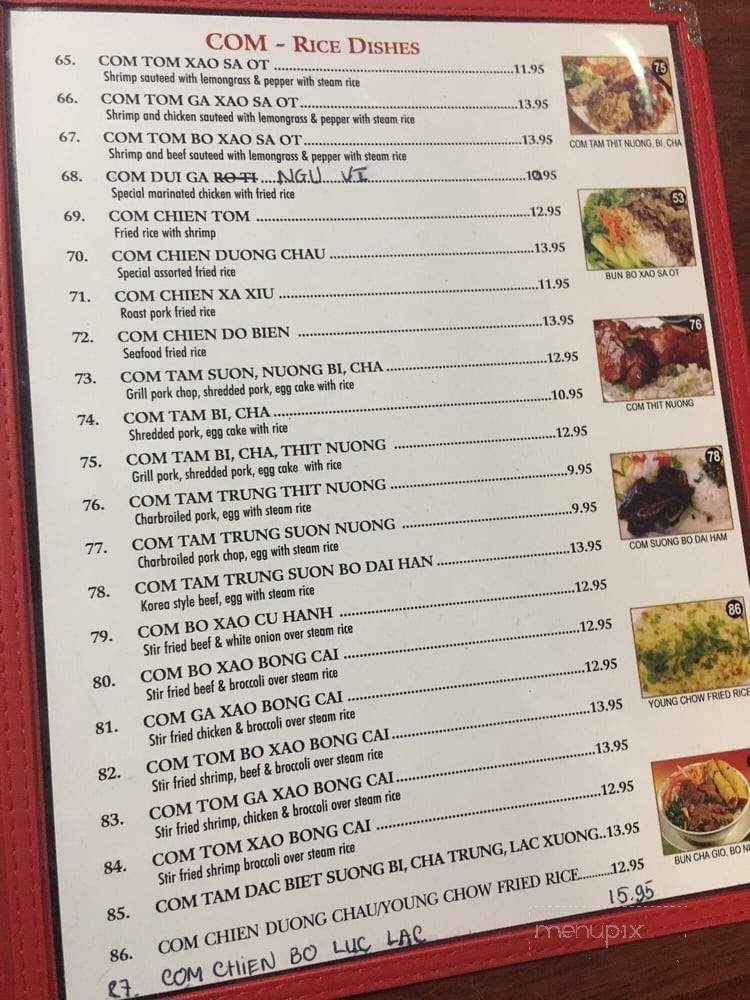 COM - RICE DISHES
65. COM TOM XAO SA OT ...11.95
Shrimp sauteed with lemongrass & pepper with steam rice
66. COM TOM GA XAO SA OT...13.95
Shrimp and chicken sauteed with lemongrass & pepper with steam rice
67. COM TOM BO XAO SA OT...13.95
Shrimp and beef sauteed with lemongrass & pepper with steam rice
68. COM DUI GA RO TI ...NGU VI...10.95
Special marinated chicken with fried rice
69. COM CHIEN TOM ...12.95
Fried rice with shrimp
70. COM CHIEN DUONG CHAU...13.95
Special assorted fried rice
71. COM CHIEN XA XIU ...11.95
Roast pork fried rice
72. COM CHIEN DO BIEN ...13.95
Seafood fried rice
73. COM TAM SUON, NUONG BI, CHA...12.95
Grill pork chop, shredded pork, egg cake with rice
74. COM TAM BI, CHA...10.95
Shredded pork, egg cake with rice
75. COM TAM BI, CHA, THIT NUONG ...12.95
Grill pork, shredded pork, egg cake with rice
76. COM TAM TRUNG THIT NUONG ...9.95
Charbroiled pork, egg with steam rice
77. COM TAM TRUNG SUON NUONG ...9.95
Charbroiled pork chop, egg with steam rice
78. COM TAM TRUNG SUON BO DAI HAN ...13.95
Korea style beef, egg with steam rice
79. COM BO XAO CU HANH ...12.95
Stir fried beef & white onion over steam rice
80. COM BO XAO BONG CAI ...12.95
Stir fried beef & broccoli over steam rice
81. COM GA XAO BONG CAI ...12.95
Stir fried chicken & broccoli over steam rice
82. COM TOM BO XAO BONG CAI...13.95
Stir fried shrimp, beef & broccoli over steam rice
83. COM TOM GA XAO BONG CAI...13.95
Stir fried shrimp, chicken & broccoli over steam rice
84. COM TOM XAO BONG CAI ...12.95
Stir fried shrimp broccoli over steam rice
85. COM TAM DAC BIET SUONG BI, CHA TRUNG, LAC XUONG..13.95
86. COM CHIEN DUONG CHAU/YOUNG CHOW FRIED RICE...12.95
87. COM CHIEN BO LUC LAC 15.95
75
COM TAM THIT NUONG, BI, CHA
53
BUN BO XAO SA OT
76
COM THIT NUONG
78
COM SUONG BO DAI HAM
86
YOUNG CHOW FRIED RICE
BUN CHA GIO, BO
menupix